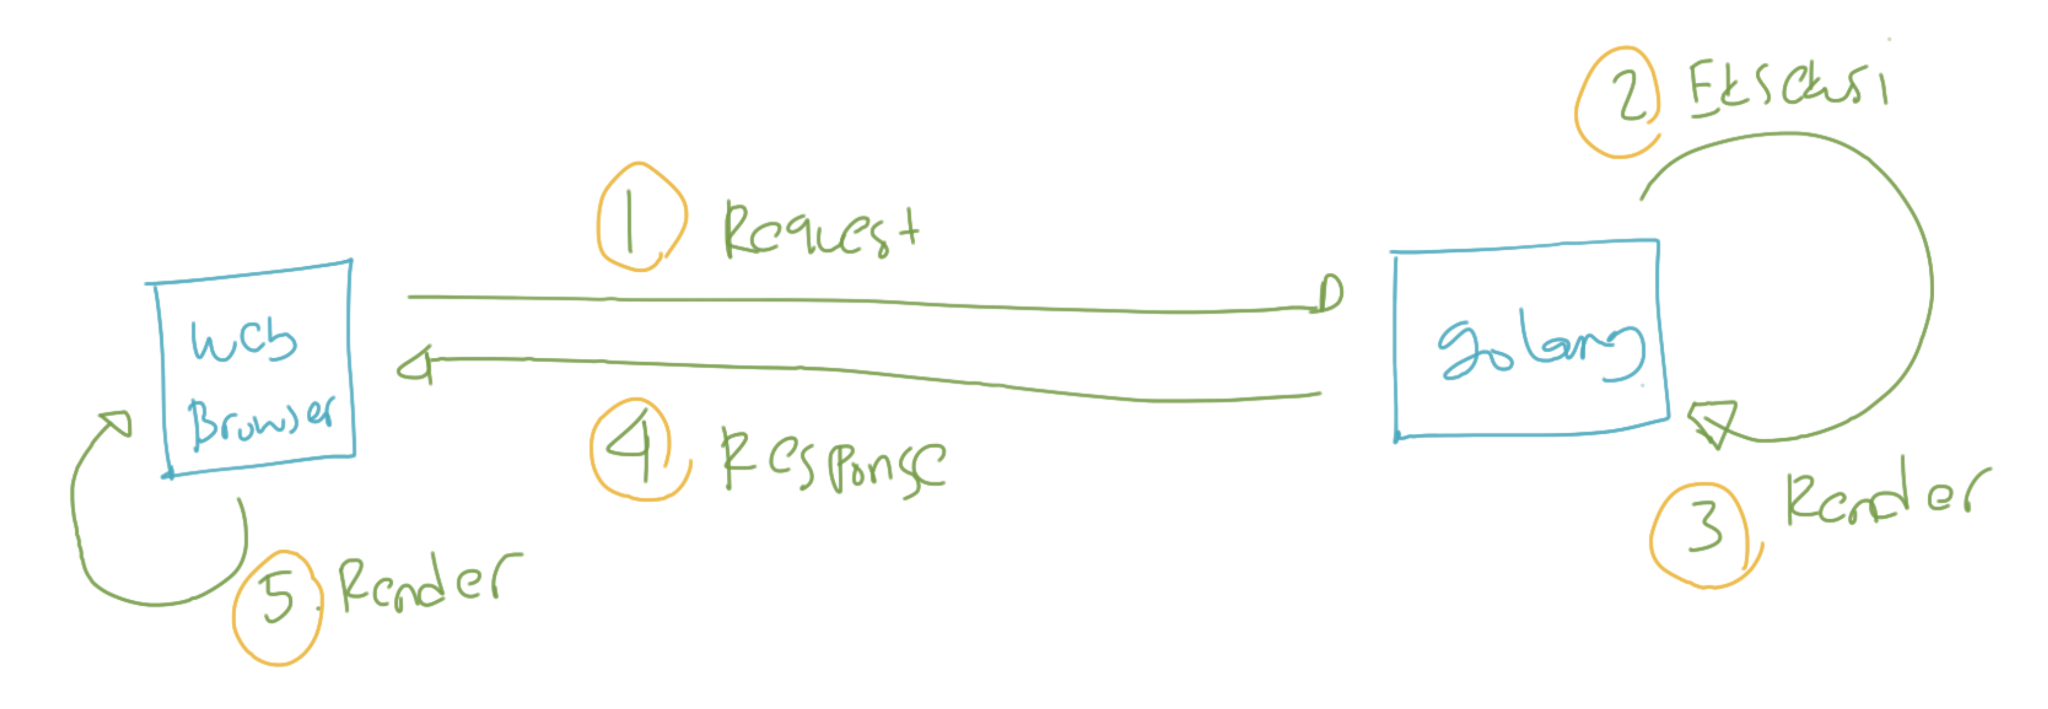 1 Request
2 Eksekusi
Web
Browser
golang
4 Response
3 Render
5 Render